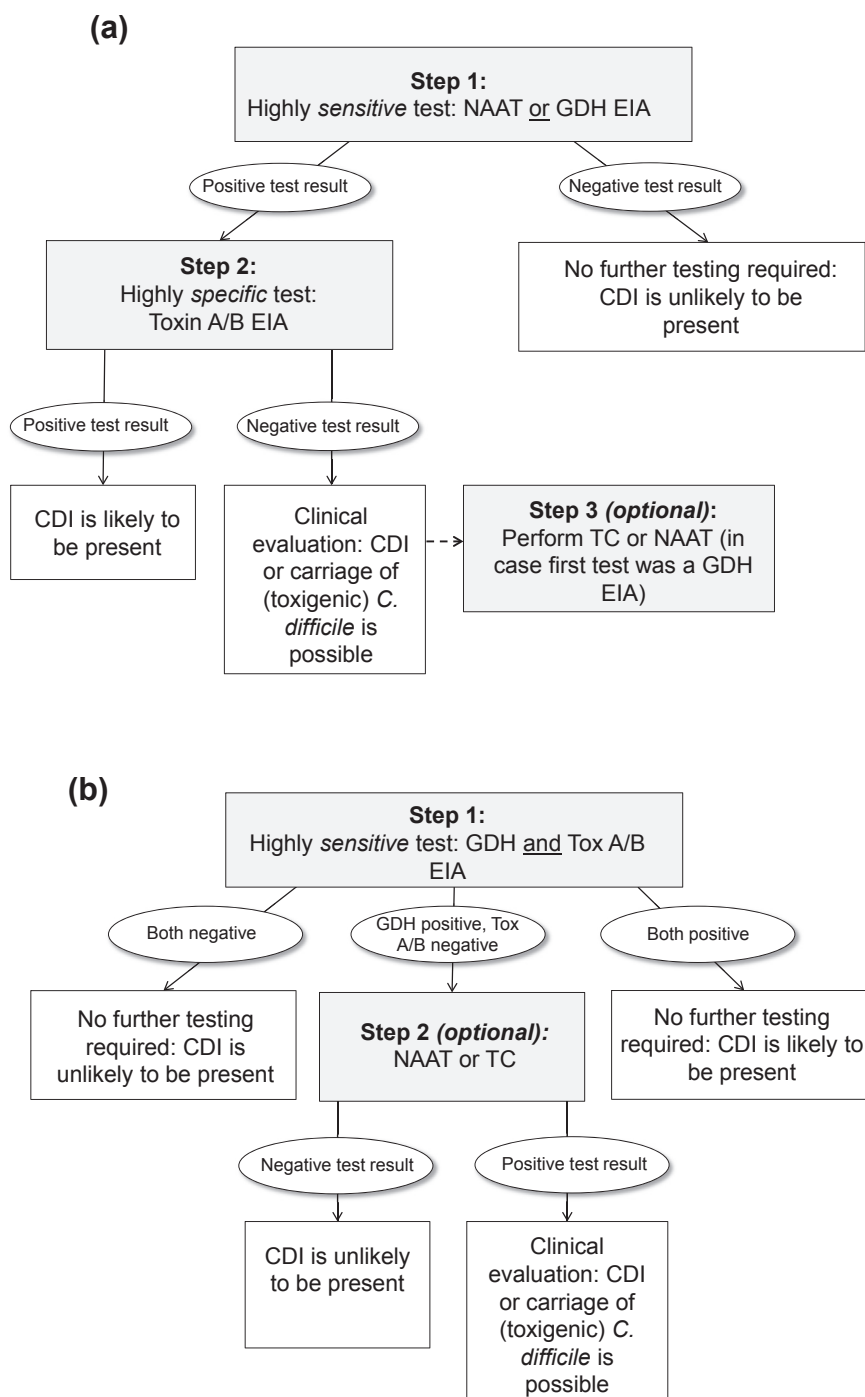 (a)
Step 1:
Highly sensitive test: NAAT or GDH EIA
Positive test result
Negative test result
Step 2:
Highly specific test:
Toxin A/B EIA
No further testing required:
CDI is unlikely to be
present
Positive test result
Negative test result
CDI is likely to
be present
Clinical
evaluation: CDI
or carriage of
(toxigenic) C.
difficile is
possible
Step 3 (optional):
Perform TC or NAAT (in
case first test was a GDH
EIA)
(b)
Step 1:
Highly sensitive test: GDH and Tox A/B
EIA
Both negative
GDH positive, Tox
A/B negative
Both positive
No further testing
required: CDI is
unlikely to be present
Step 2 (optional):
NAAT or TC
No further testing
required: CDI is likely to
be present
Negative test result
Positive test result
CDI is unlikely
to be present
Clinical
evaluation: CDI
or carriage of
(toxigenic) C.
difficile is
possible